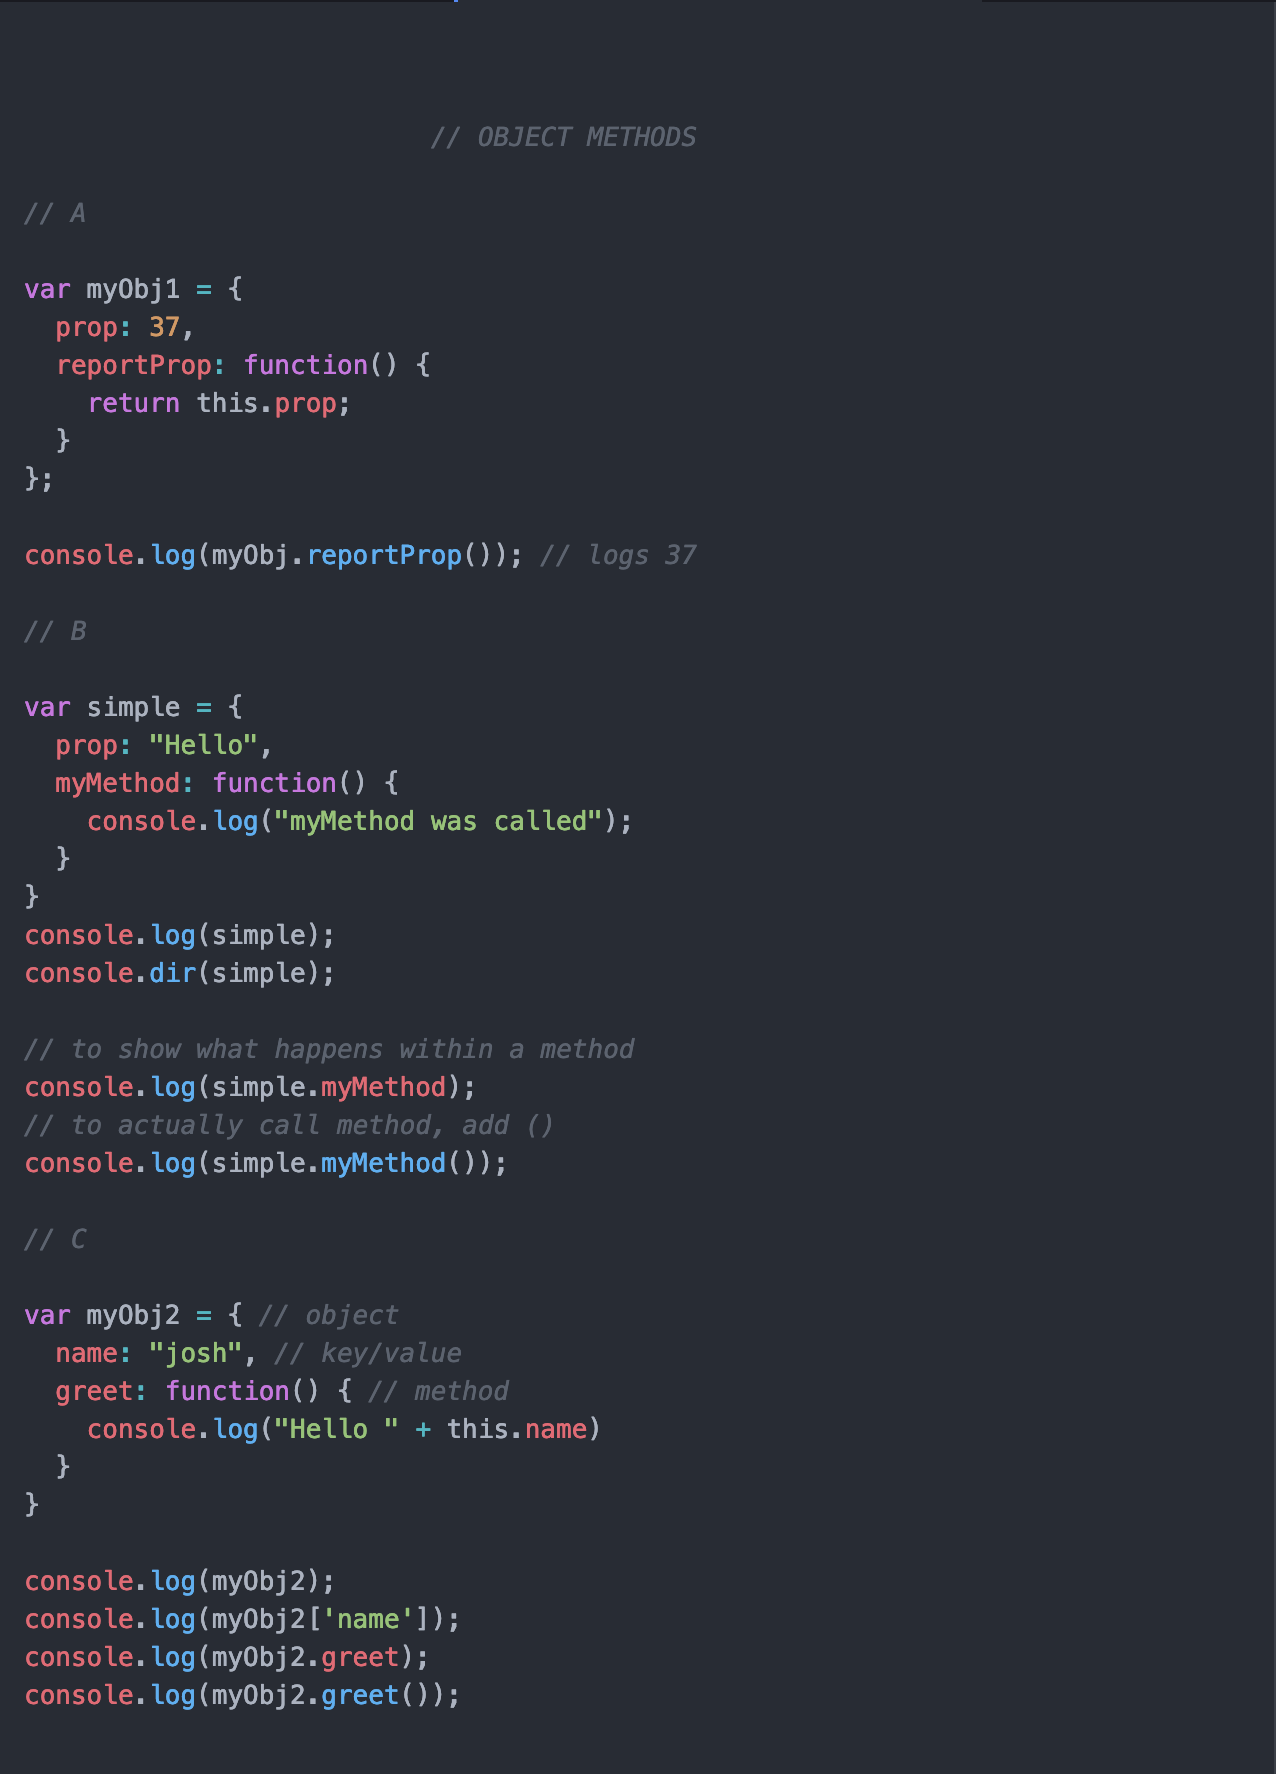 // OBJECT METHODS
// A
var myObj1 = {
prop: 37,
reportProp: function() {
return this.prop;
}
};
console.log(myObj.reportProp()); // logs 37
// B
var simple = {
prop: "Hello",
myMethod: function() {
console.log("myMethod was called");
}
}
console.log(simple);
console.dir(simple);
// to show what happens within a method
console.log(simple.myMethod);
// to actually call method, add ()
console.log(simple.myMethod());
// C
var myObj2 = { // object
name: "josh", // key/value
greet: function() { // method
console.log("Hello " + this.name)
}
}
console.log(myObj2);
console.log(myObj2['name']);
console.log(myObj2.greet);
console.log(myObj2.greet());